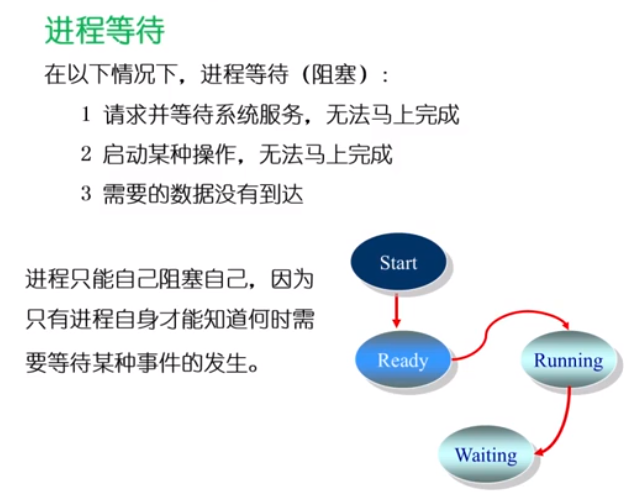 进程等待
在以下情况下，进程等待（阻塞）:
1 请求并等待系统服务，无法马上完成
2 启动某种操作，无法马上完成
3 需要的数据没有到达
进程只能自己阻塞自己，因为
只有进程自身才能知道何时需
要等待某种事件的发生。
Start
Ready
Running
Waiting